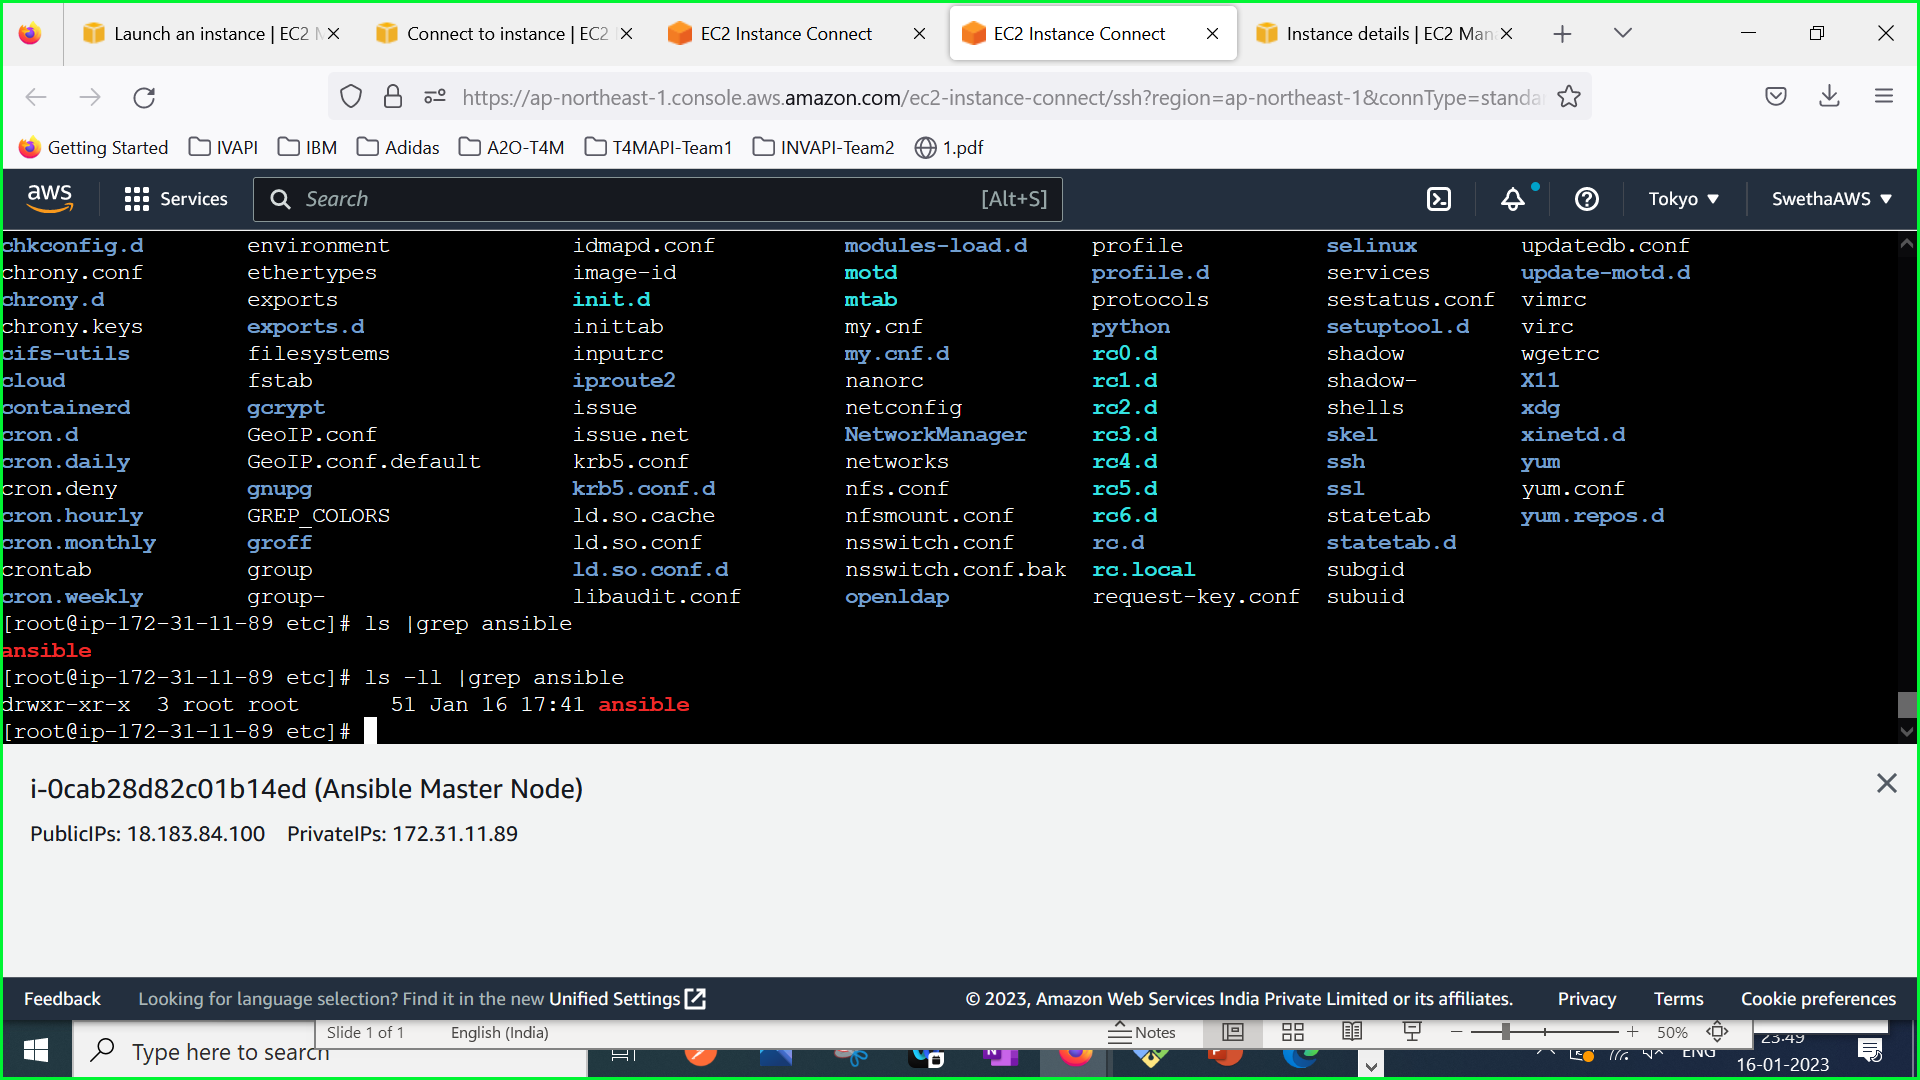 Launch an instance | EC2 M
Connect to instance | EC2
EC2 Instance Connect
EC2 Instance Connect
Instance details | EC2 Man
https://ap-northeast-1.console.aws.amazon.com/ec2-instance-connect/ssh?region=ap-northeast-1&connType=standa
Getting Started IVAPI IBM Adidas A2O-T4M T4MAPI-Team1 INVAPI-Team2 1.pdf
aws Services Search [Alt+S] Tokyo SwethaAWS
chkconfig.d environment idmapd.conf modules-load.d profile selinux updatedb.conf
chrony.conf ethertypes image-id motd profile.d services update-motd.d
chrony.d exports init.d mtab protocols sestatus.conf vimrc
chrony.keys exports.d inittab my.cnf python setuptool.d virc
cifs-utils filesystems inputrc my.cnf.d rc0.d shadow wgetrc
cloud fstab iproute2 nanorc rc1.d shadow- X11
containerd gcrypt issue netconfig rc2.d shells xdg
cron.d GeoIP.conf issue.net NetworkManager rc3.d skel xinetd.d
cron.daily GeoIP.conf.default krb5.conf networks rc4.d ssh yum
cron.deny gnupg krb5.conf.d nfs.conf rc5.d ssl yum.conf
cron.hourly GREP_COLORS ld.so.cache nfsmount.conf rc6.d statetab yum.repos.d
cron.monthly groff ld.so.conf nsswitch.conf rc.d statetab.d
crontab group ld.so.conf.d nsswitch.conf.bak rc.local subgid
cron.weekly group- libaudit.conf openldap request-key.conf subuid
[root@ip-172-31-11-89 etc]# ls |grep ansible
ansible
[root@ip-172-31-11-89 etc]# ls -ll |grep ansible
drwxr-xr-x 3 root root 51 Jan 16 17:41 ansible
[root@ip-172-31-11-89 etc]#
i-0cab28d82c01b14ed (Ansible Master Node)
PublicIPs: 18.183.84.100 PrivateIPs: 172.31.11.89
Feedback Looking for language selection? Find it in the new Unified Settings © 2023, Amazon Web Services India Private Limited or its affiliates. Privacy Terms Cookie preferences
Slide 1 of 1 English (India) Notes 50%
Type here to search ENG 23:49
16-01-2023